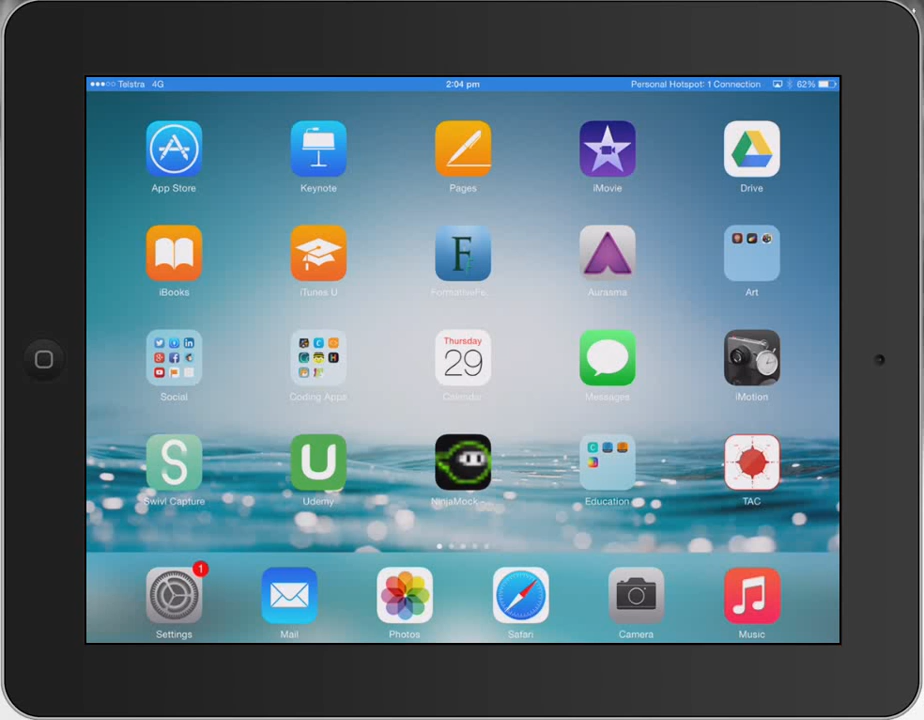 Telstra 4G 2:04 pm Personal Hotspot: 1 Connection 62%
App Store Keynote Pages iMovie Drive
F
iBooks iTunes U Aurasma Art
Thursday
29
Social Coding Apps Calendar Messages iMotion
S U
Swivl Capture Udemy NinjaMock-... Education TAC
1
Settings Mail Photos Safari Camera Music